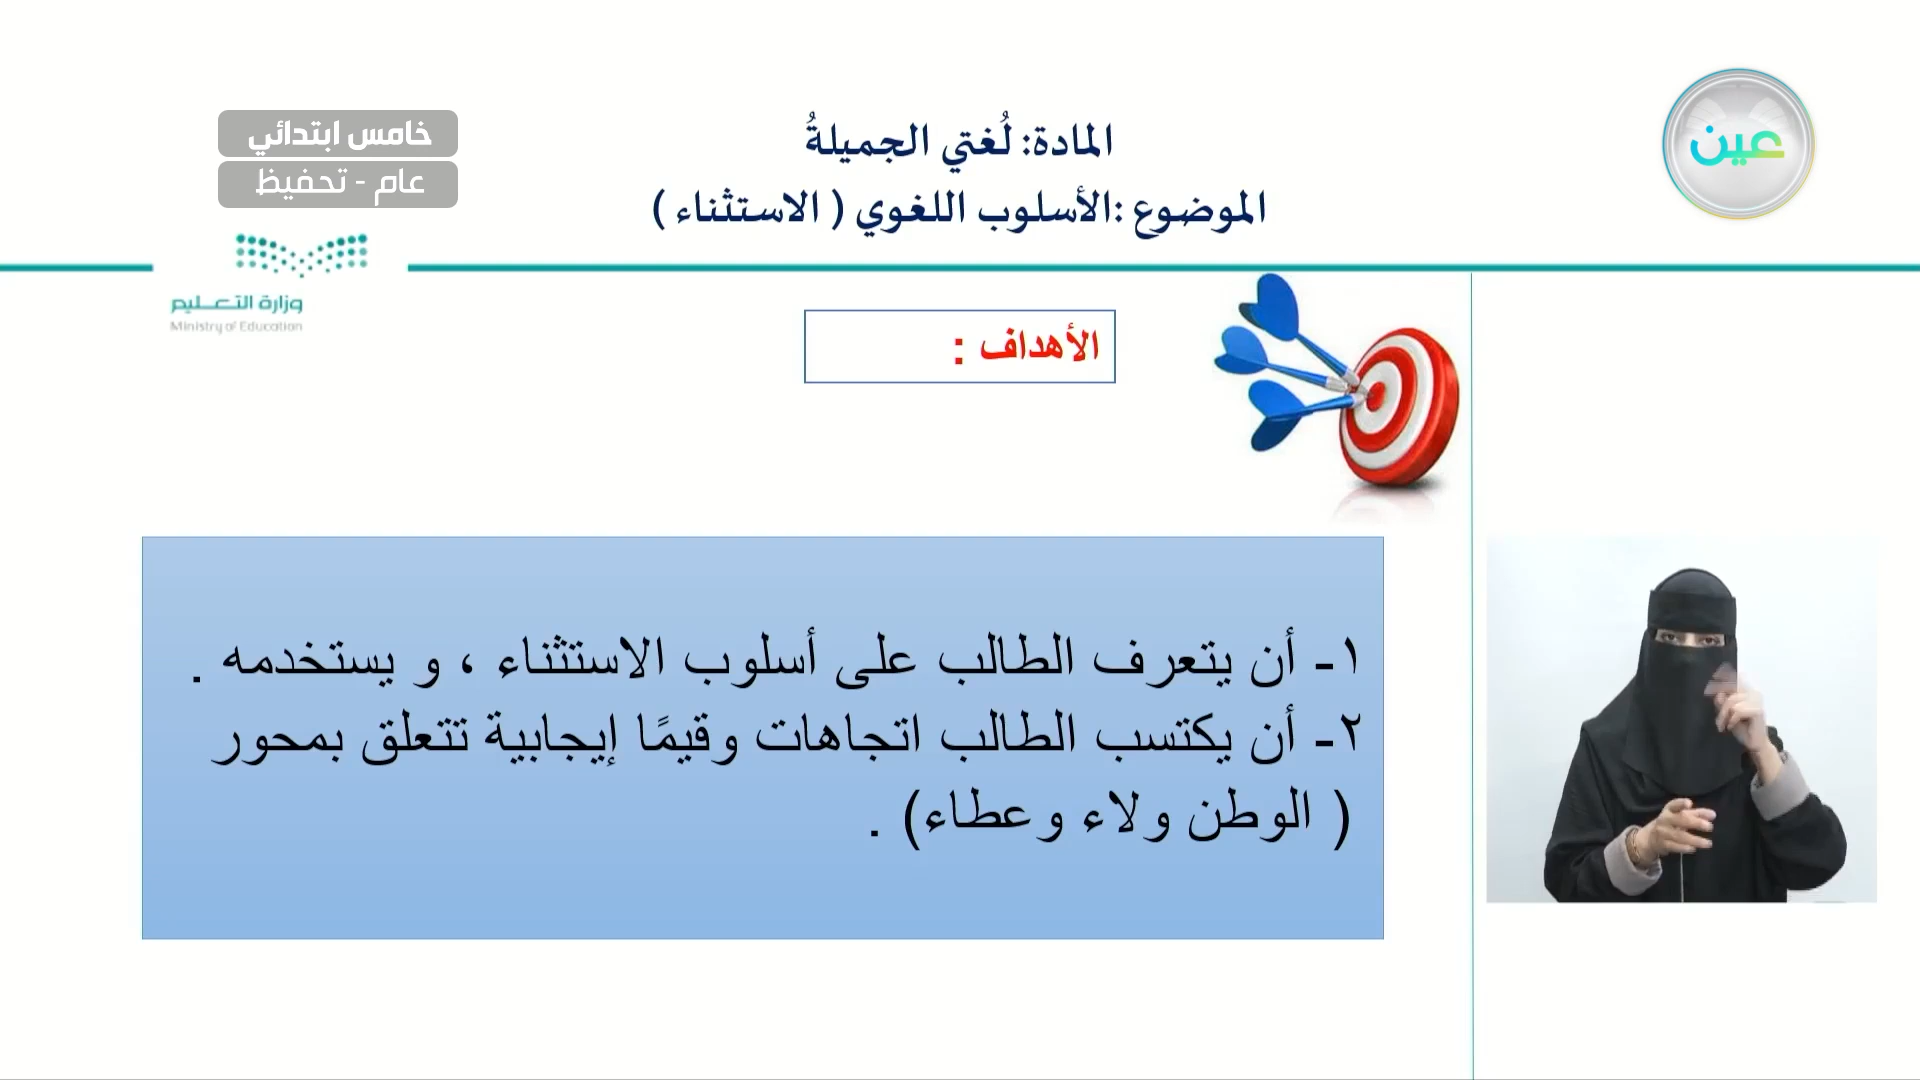 خامس ابتدائي
عام - تحفيظ
المادة: لُغتي الجميلةُ
الموضوع :الأسلوب اللغوي ( الاستثناء )
عين
وزارة التعـــليم
Ministry of Education
الأهداف :
١- أن يتعرف الطالب على أسلوب الاستثناء ، و يستخدمه .
٢- أن يكتسب الطالب اتجاهات وقيمًا إيجابية تتعلق بمحور
( الوطن ولاء وعطاء) .